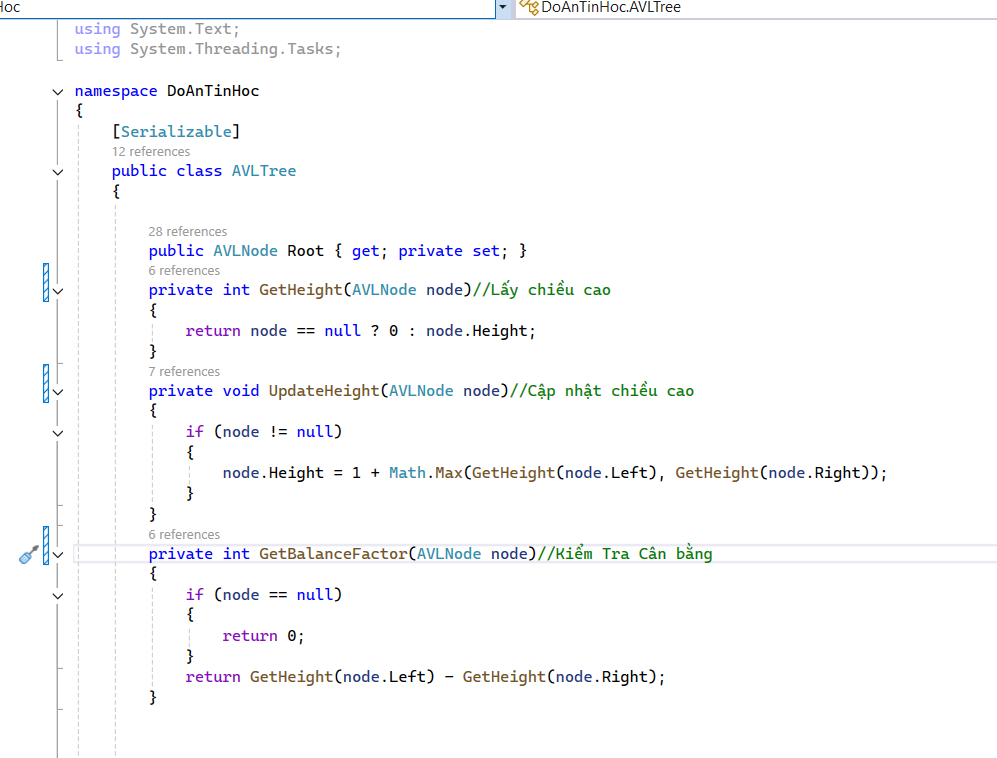 Hoc DoAnTinHoc.AVLTree
using System.Text;
using System.Threading.Tasks;
namespace DoAnTinHoc
{
[Serializable]
12 references
public class AVLTree
{
28 references
public AVLNode Root { get; private set; }
6 references
private int GetHeight(AVLNode node)//Lấy chiều cao
{
return node == null ? 0 : node.Height;
}
7 references
private void UpdateHeight(AVLNode node)//Cập nhật chiều cao
{
if (node != null)
{
node.Height = 1 + Math.Max(GetHeight(node.Left), GetHeight(node.Right));
}
}
6 references
private int GetBalanceFactor(AVLNode node)//Kiểm Tra Cân bằng
{
if (node == null)
{
return 0;
}
return GetHeight(node.Left) - GetHeight(node.Right);
}